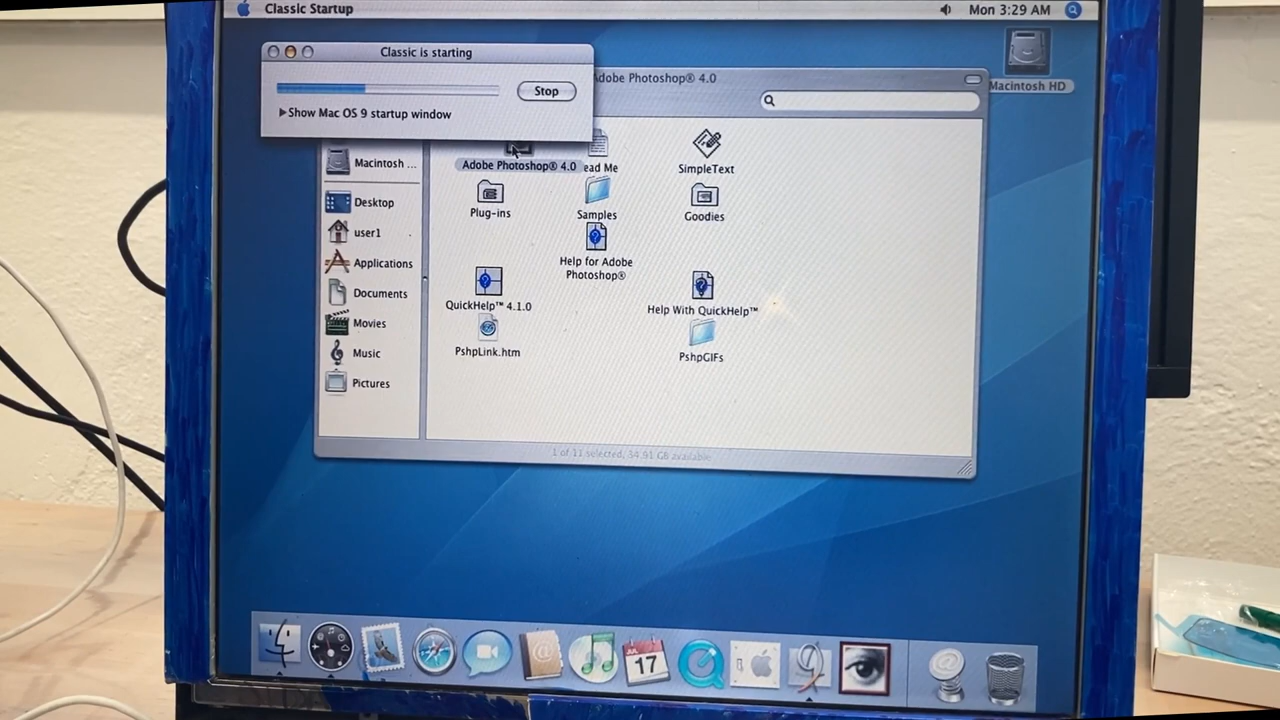 Classic Startup
Mon 3:29 AM
Classic is starting
Stop
Show Mac OS 9 startup window
Adobe Photoshop® 4.0
Macintosh HD
Macintosh ...
Desktop
user1
Applications
Documents
Movies
Music
Pictures
Adobe Photoshop® 4.0
ead Me
SimpleText
Plug-ins
Samples
Goodies
Help for Adobe
Photoshop®
QuickHelp™ 4.1.0
Help With QuickHelp™
PshpLink.htm
PshpGIFs
1 of 11 selected, 34.91 GB available
17